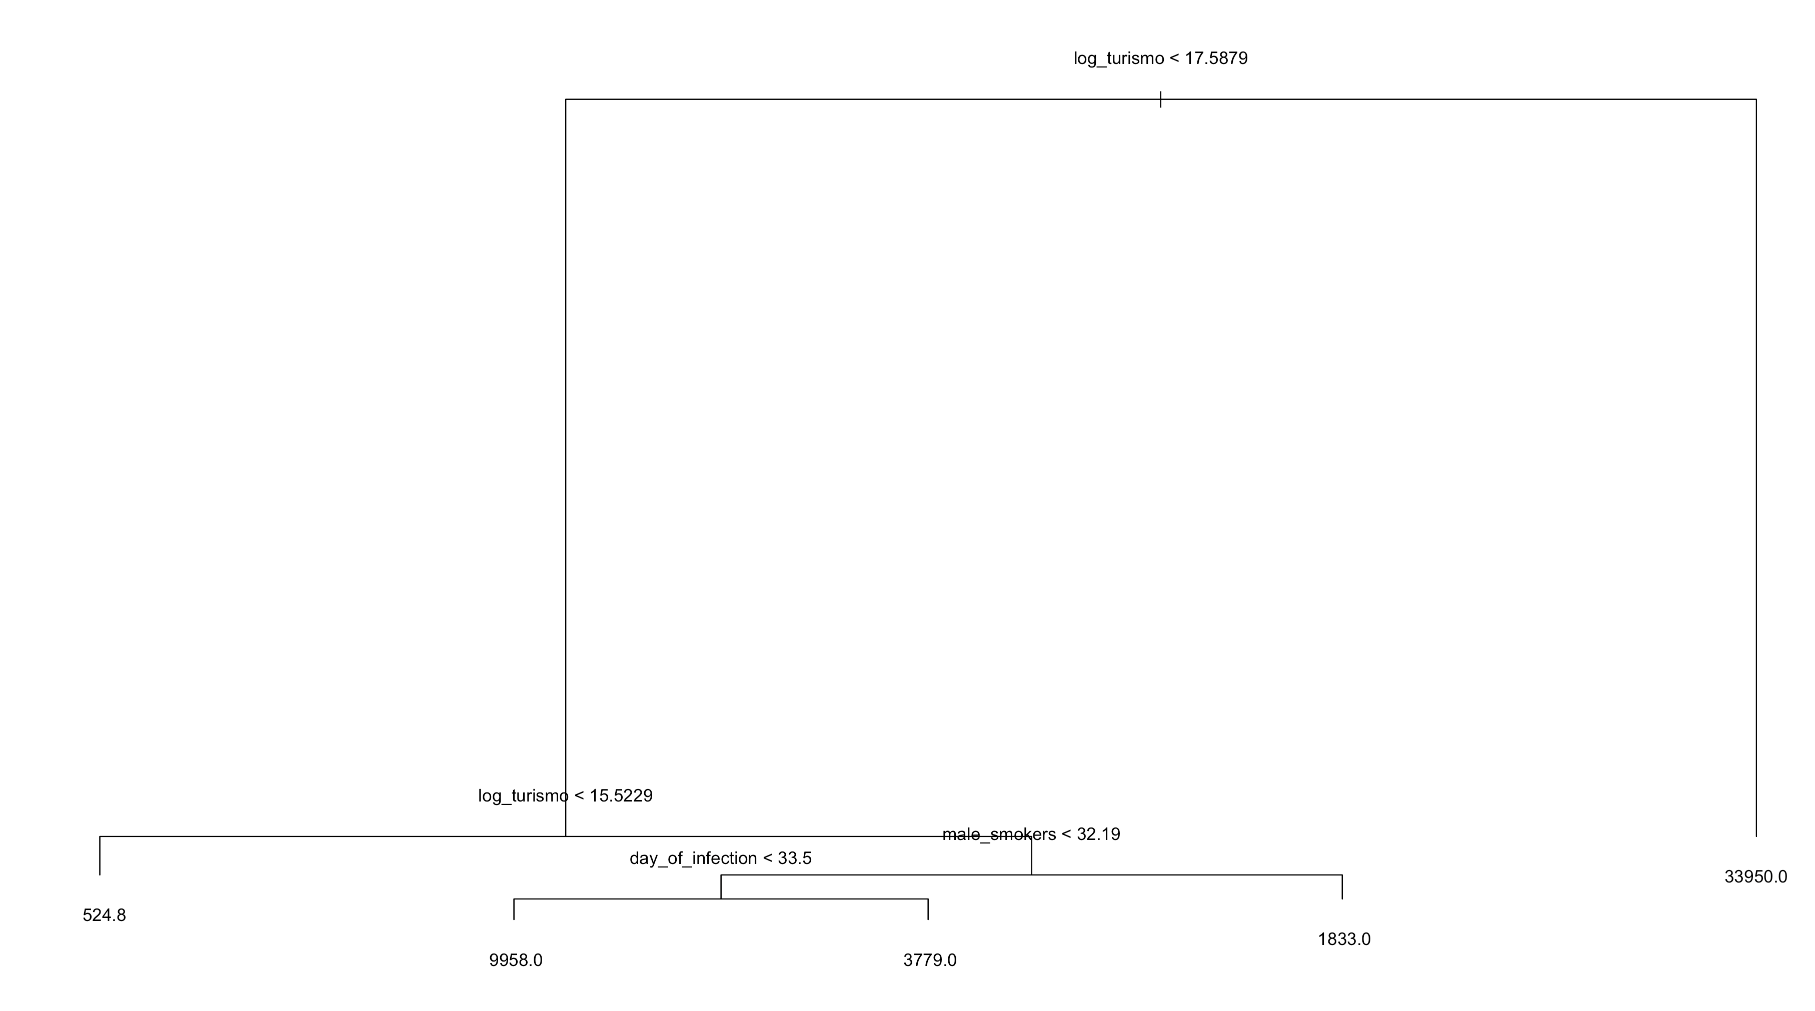 log_turismo < 17.5879
log_turismo < 15.5229
male_smokers < 32.19
day_of_infection < 33.5
33950.0
524.8
1833.0
9958.0
3779.0